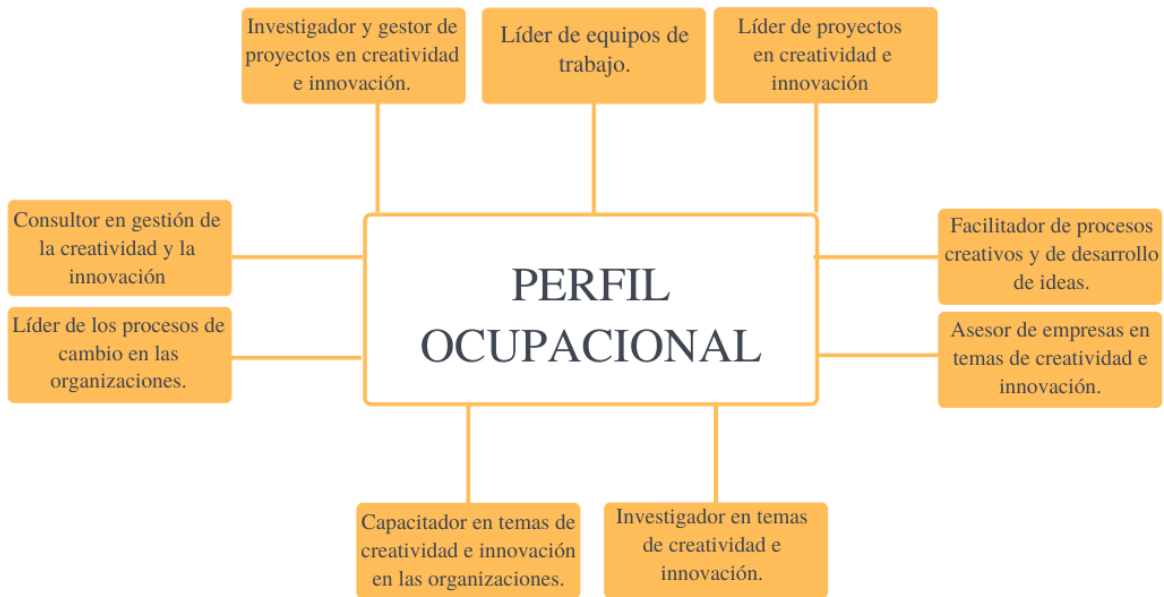 Investigador y gestor de
proyectos en creatividad
e innovación.
Líder de equipos de
trabajo.
Líder de proyectos
en creatividad e
innovación
Consultor en gestión de
la creatividad y la
innovación
Líder de los procesos de
cambio en las
organizaciones.
PERFIL
OCUPACIONAL
Facilitador de procesos
creativos y de desarrollo
de ideas.
Asesor de empresas en
temas de creatividad e
innovación.
Capacitador en temas de
creatividad e innovación
en las organizaciones.
Investigador en temas
de creatividad e
innovación.